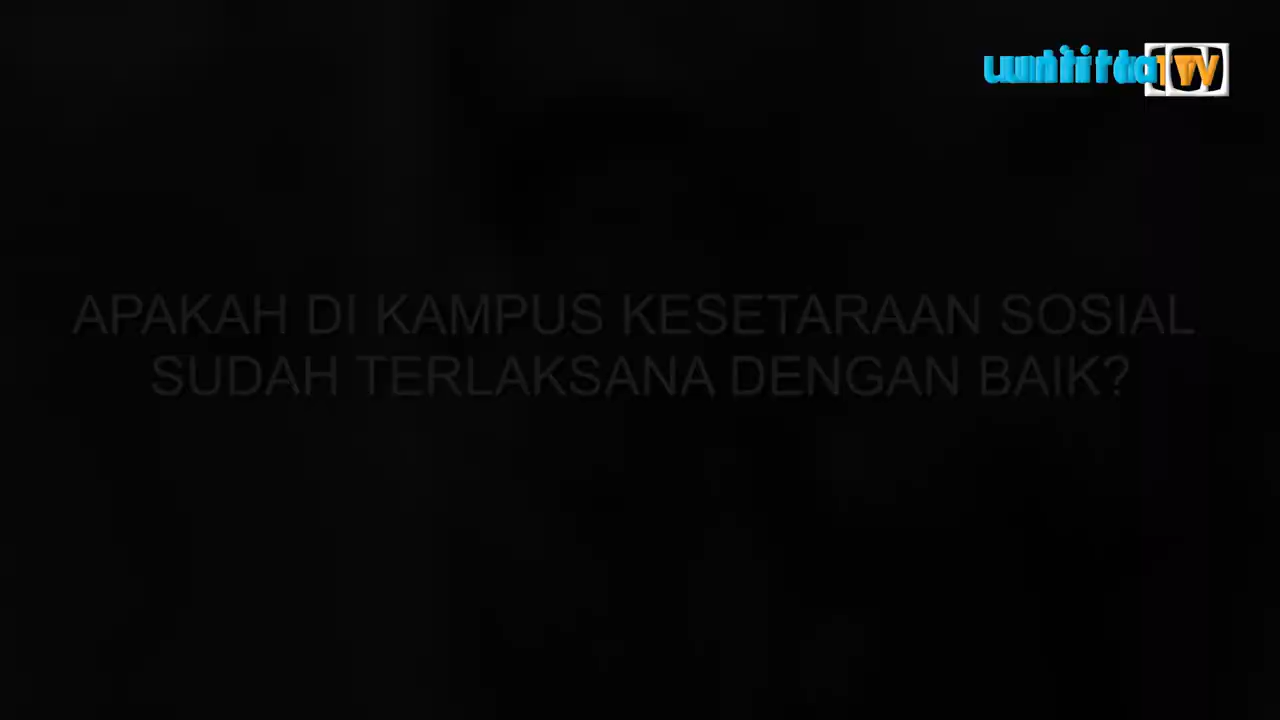 APAKAH DI KAMPUS KESETARAAN SOSIAL
SUDAH TERLAKSANA DENGAN BAIK?